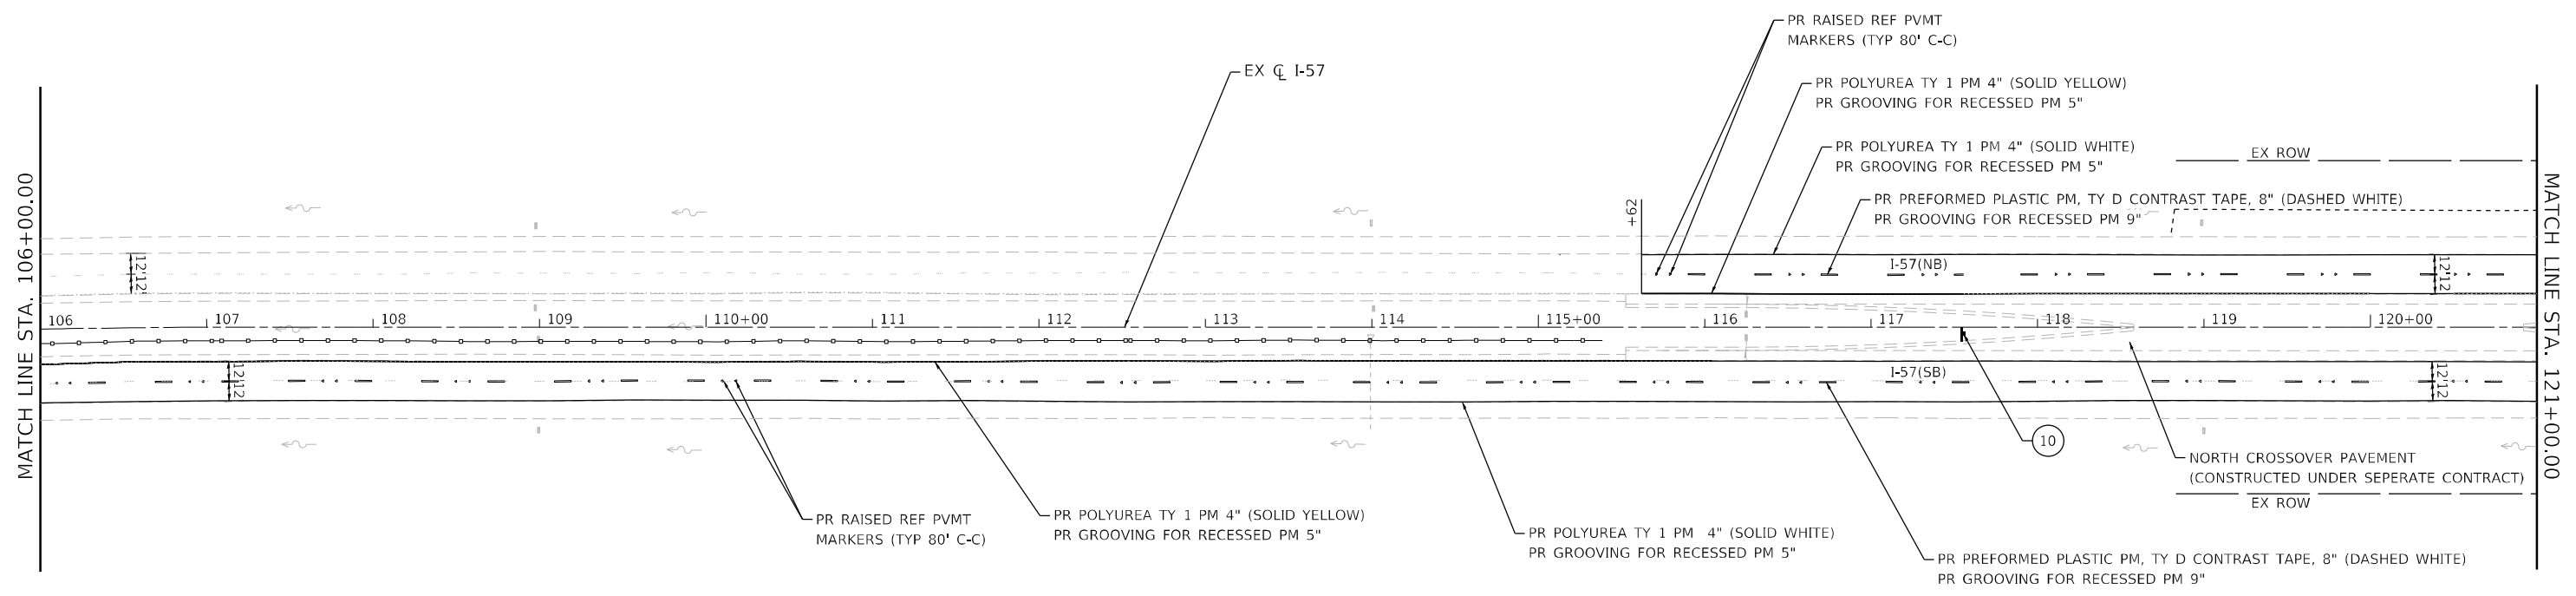 PR RAISED REF PVMT
MARKERS (TYP 80' C-C)
EX ℄ I-57
PR POLYUREA TY 1 PM 4" (SOLID YELLOW)
PR GROOVING FOR RECESSED PM 5"
PR POLYUREA TY 1 PM 4" (SOLID WHITE)
PR GROOVING FOR RECESSED PM 5"
EX ROW
PR PREFORMED PLASTIC PM, TY D CONTRAST TAPE, 8" (DASHED WHITE)
PR GROOVING FOR RECESSED PM 9"
+62
MATCH LINE STA. 106+00.00
MATCH LINE STA. 121+00.00
12'12'
I-57(NB)
12'12
106 107 108 109 110+00 111 112 113 114 115+00 116 117 118 119 120+00
12'12
I-57(SB)
12'12
10
NORTH CROSSOVER PAVEMENT
(CONSTRUCTED UNDER SEPERATE CONTRACT)
EX ROW
PR RAISED REF PVMT
MARKERS (TYP 80' C-C)
PR POLYUREA TY 1 PM 4" (SOLID YELLOW)
PR GROOVING FOR RECESSED PM 5"
PR POLYUREA TY 1 PM  4" (SOLID WHITE)
PR GROOVING FOR RECESSED PM 5"
PR PREFORMED PLASTIC PM, TY D CONTRAST TAPE, 8" (DASHED WHITE)
PR GROOVING FOR RECESSED PM 9"